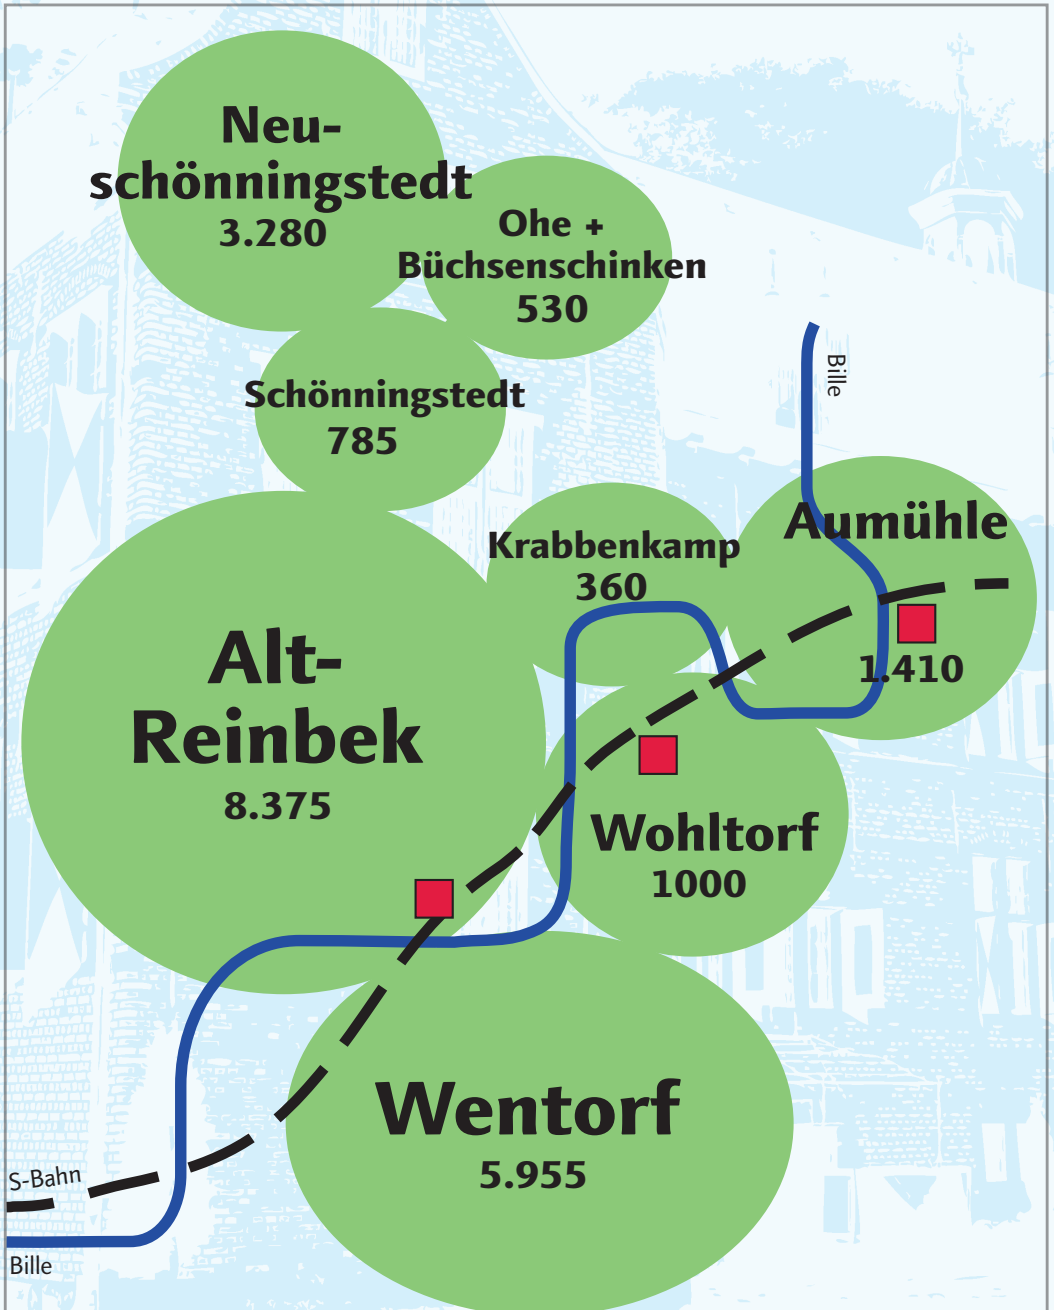 Neu-
schönningstedt
3.280
Ohe +
Büchsenschinken
530
Schönningstedt
785
Bille
Aumühle
1.410
Krabbenkamp
360
Alt-
Reinbek
8.375
Wohltorf
1000
Wentorf
5.955
S-Bahn
Bille